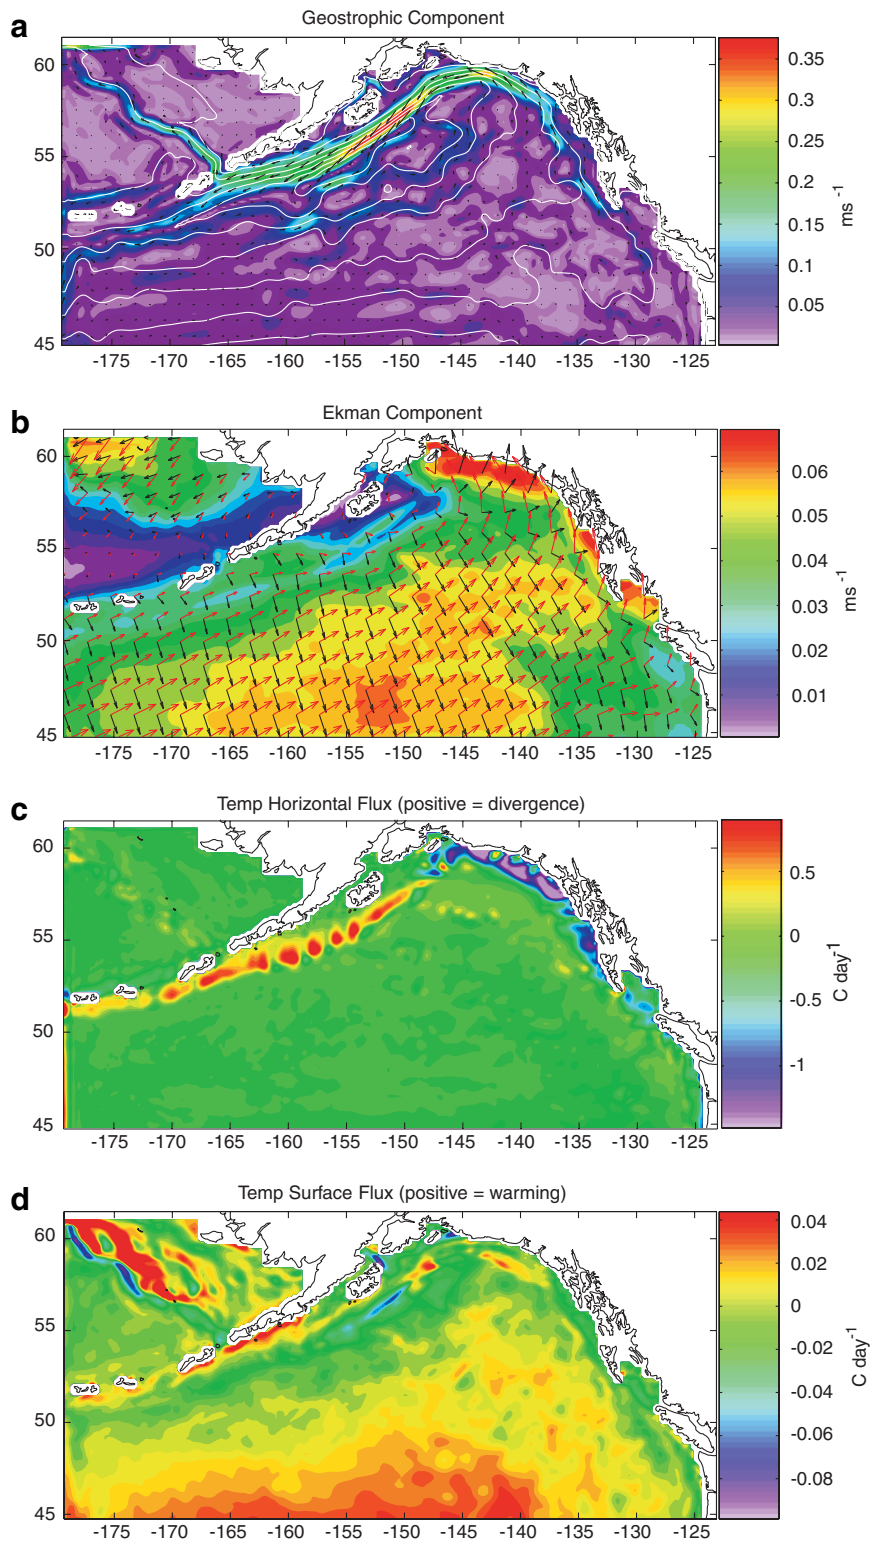 a
Geostrophic Component
60
55
50
45
-175 -170 -165 -160 -155 -150 -145 -140 -135 -130 -125
0.35
0.3
0.25
0.2
0.15
0.1
0.05
ms-1
b
Ekman Component
60
55
50
45
-175 -170 -165 -160 -155 -150 -145 -140 -135 -130 -125
0.06
0.05
0.04
0.03
0.02
0.01
ms-1
c
Temp Horizontal Flux (positive = divergence)
60
55
50
45
-175 -170 -165 -160 -155 -150 -145 -140 -135 -130 -125
0.5
0
-0.5
-1
C day-1
d
Temp Surface Flux (positive = warming)
60
55
50
45
-175 -170 -165 -160 -155 -150 -145 -140 -135 -130 -125
0.04
0.02
0
-0.02
-0.04
-0.06
-0.08
C day-1